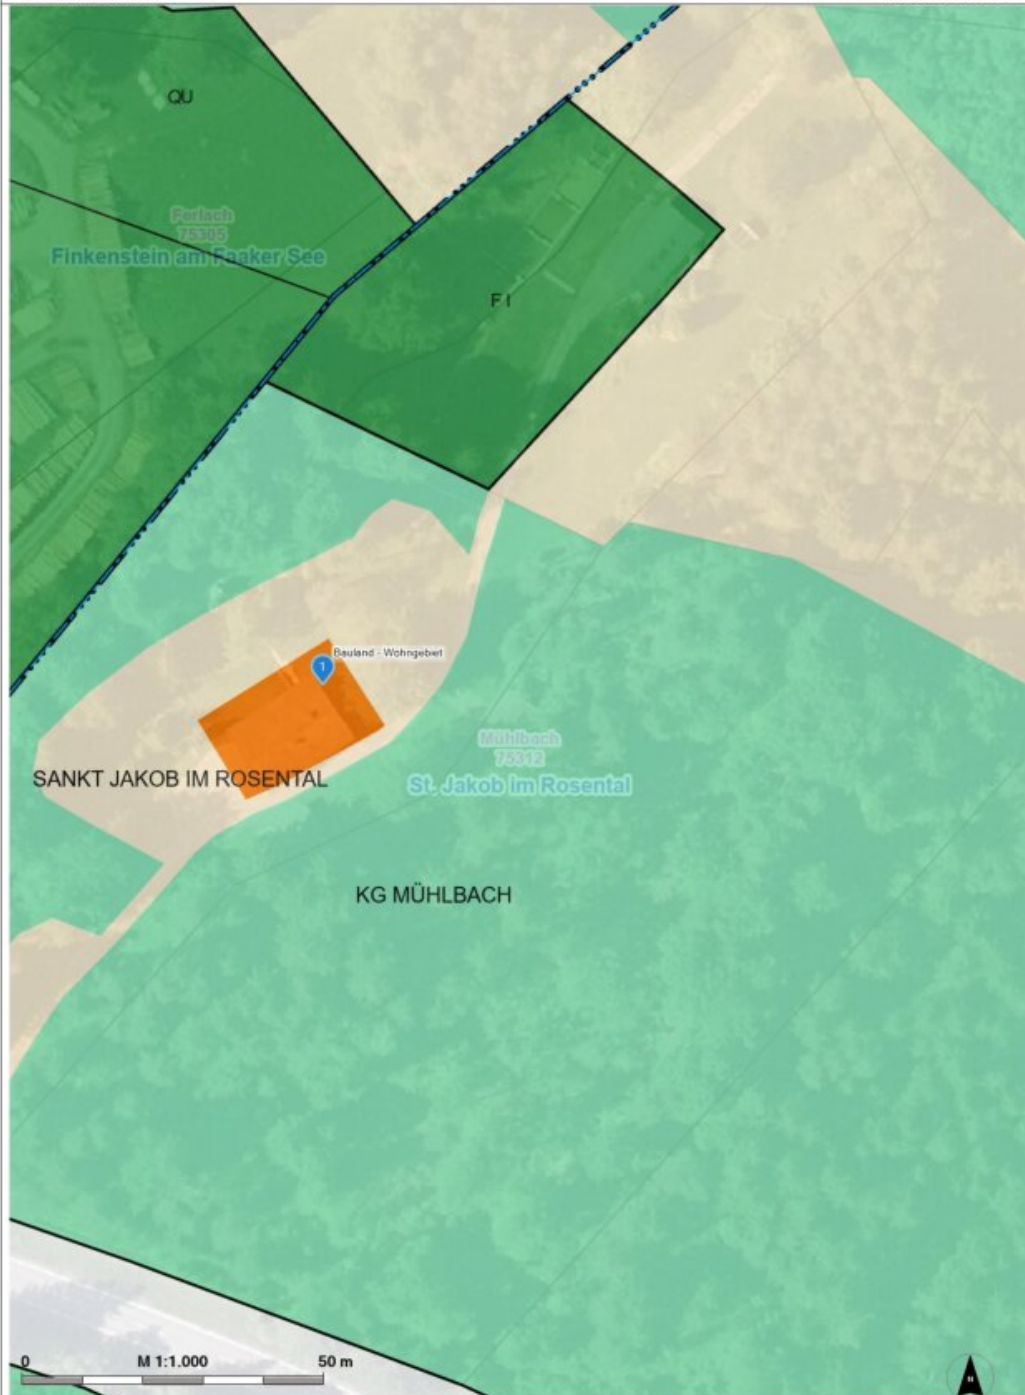 QU
Ferlach
75305
Finkenstein am Faaker See
F I
Bauland - Wohngebiet
1
Mühlbach
75312
St. Jakob im Rosental
SANKT JAKOB IM ROSENTAL
KG MÜHLBACH
0 M 1:1.000 50 m
N